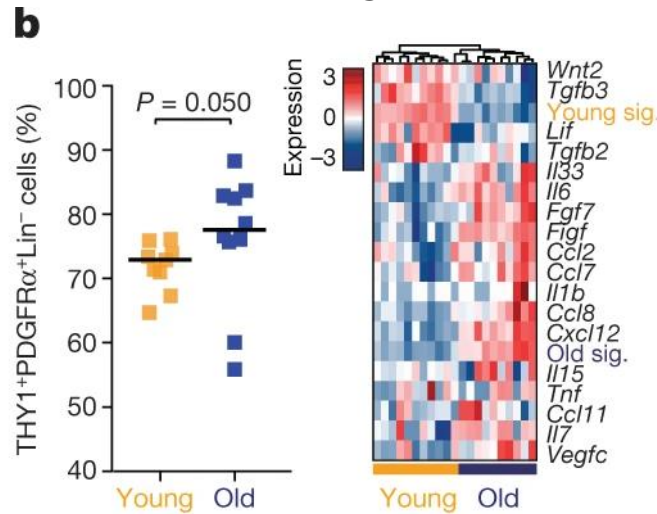 b
THY1+PDGFRα+Lin− cells (%)
100
90
80
70
60
50
40
P = 0.050
Young
Old
Expression
3
0
−3
Wnt2
Tgfb3
Young sig.
Lif
Tgfb2
Il33
Il6
Fgf7
Figf
Ccl2
Ccl7
Il1b
Ccl8
Cxcl12
Old sig.
Il15
Tnf
Ccl11
Il7
Vegfc
Young
Old